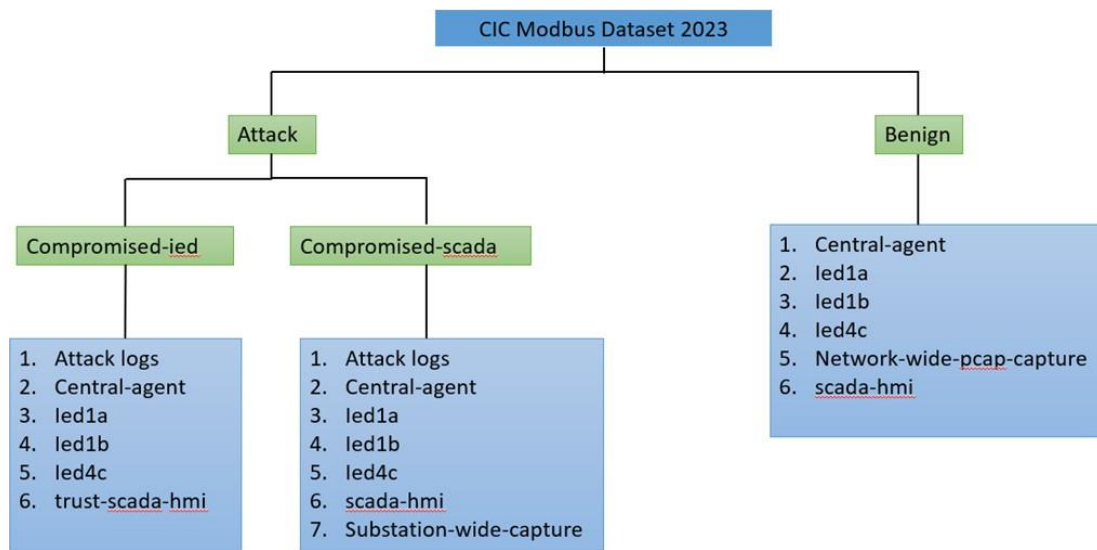 CIC Modbus Dataset 2023
Attack
Benign
Compromised-ied
Compromised-scada
1. Attack logs
2. Central-agent
3. Ied1a
4. Ied1b
5. Ied4c
6. trust-scada-hmi
1. Attack logs
2. Central-agent
3. Ied1a
4. Ied1b
5. Ied4c
6. scada-hmi
7. Substation-wide-capture
1. Central-agent
2. Ied1a
3. Ied1b
4. Ied4c
5. Network-wide-pcap-capture
6. scada-hmi